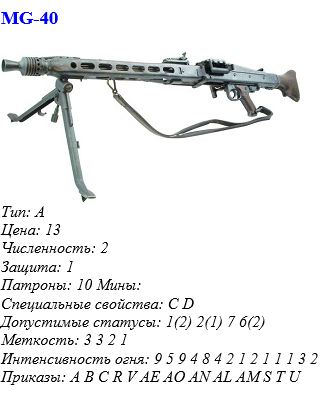 MG-40
Тип: А
Цена: 13
Численность: 2
Защита: 1
Патроны: 10 Мины:
Специальные свойства: C D
Допустимые статусы: 1(2) 2(1) 7 6(2)
Меткость: 3 3 2 1
Интенсивность огня: 9 5 9 4 8 4 2 1 2 1 1 1 3 2
Приказы: A B C R V AE AO AN AL AM S T U